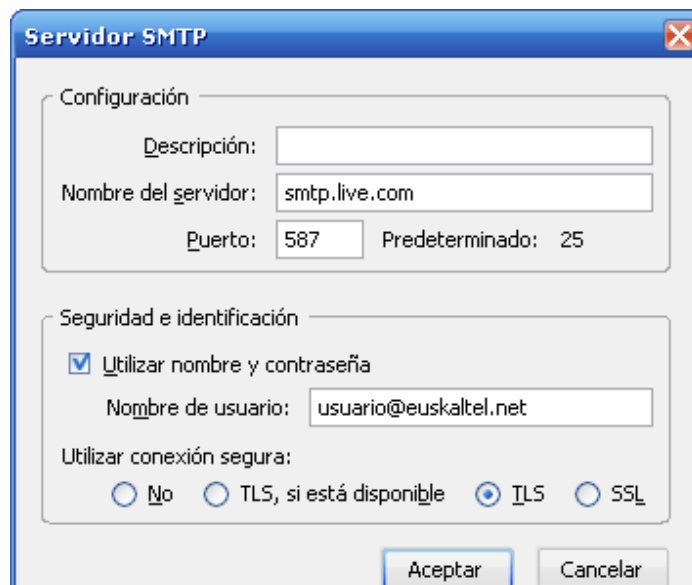 Servidor SMTP
Configuración
Descripción:
Nombre del servidor: smtp.live.com
Puerto: 587 Predeterminado: 25
Seguridad e identificación
Utilizar nombre y contraseña
Nombre de usuario: usuario@euskaltel.net
Utilizar conexión segura:
No TLS, si está disponible TLS SSL
Aceptar Cancelar